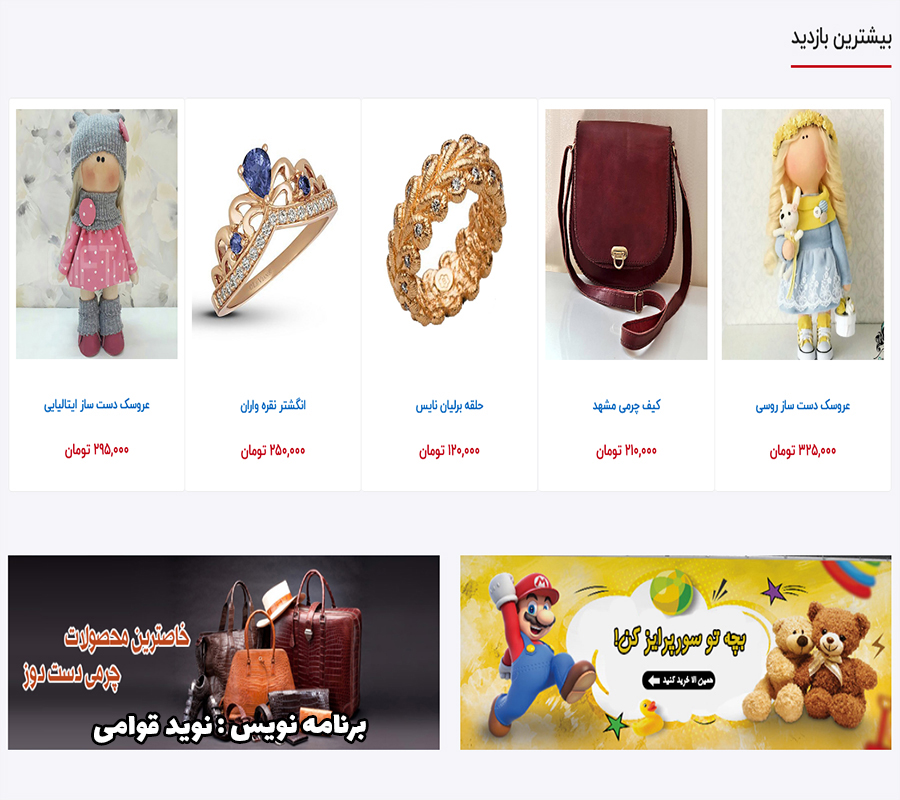 بیشترین بازدید
عروسک دست ساز روسی
۳۲۵,۰۰۰ تومان
کیف چرمی مشهد
۲۱۰,۰۰۰ تومان
حلقه برلیان نایس
۱۲۰,۰۰۰ تومان
انگشتر نقره واران
۲۵۰,۰۰۰ تومان
عروسک دست ساز ایتالیایی
۲۹۵,۰۰۰ تومان
بچه تو سورپرایز کن!
همین الا خرید کنید
خاصترین محصولات
چرمی دست دوز
برنامه نویس : نوید قوامی